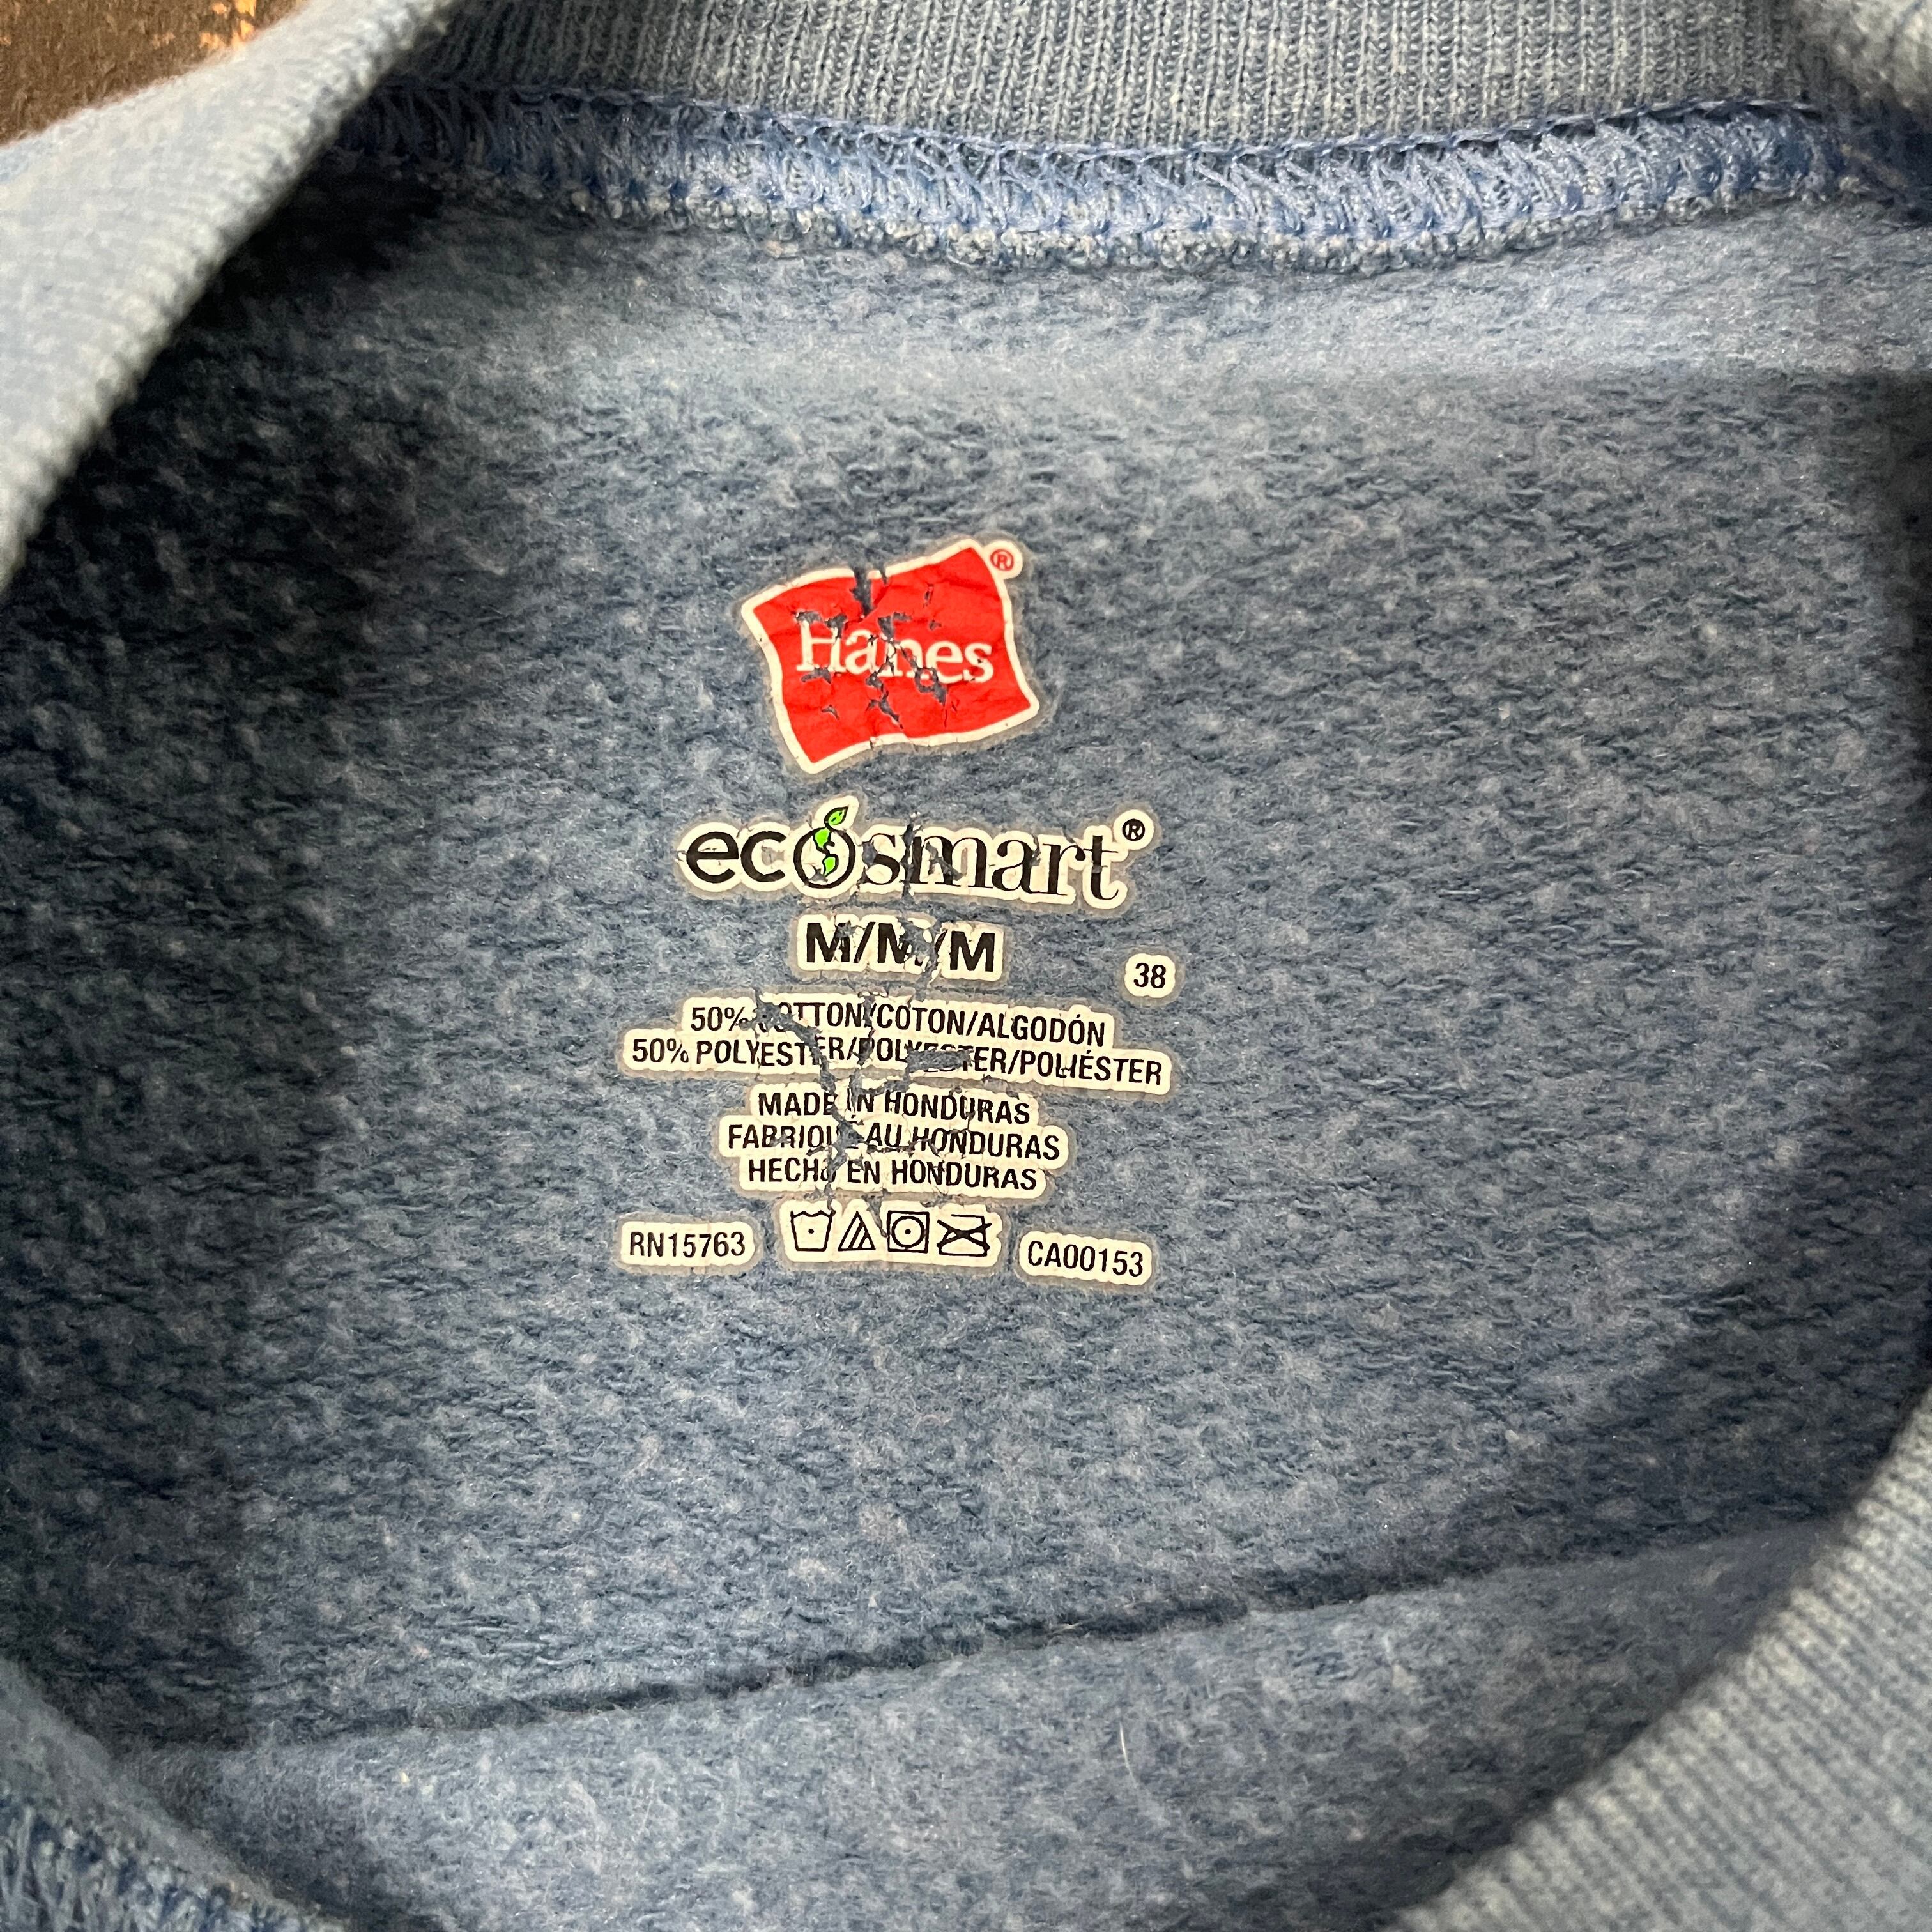 Hanes®
ecosmart®
M/M/M
38
50% COTTON/COTON/ALGODÓN
50% POLYESTER/POLYESTER/POLIÉSTER
MADE IN HONDURAS
FABRIQUÉ AU HONDURAS
HECHO EN HONDURAS
RN15763 CA00153